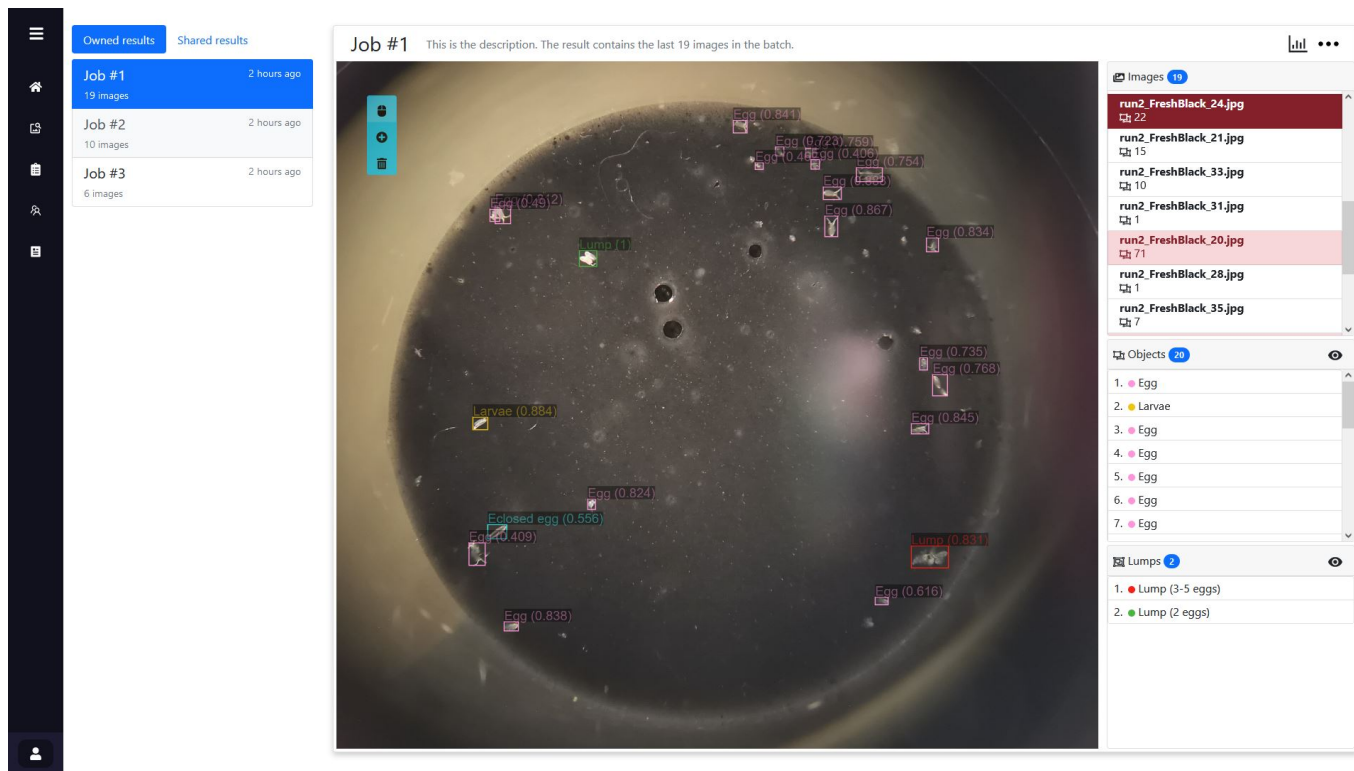 Owned results
Shared results
Job #1
2 hours ago
19 images
Job #2
2 hours ago
10 images
Job #3
2 hours ago
6 images
Job #1
This is the description. The result contains the last 19 images in the batch.
Egg (0.841)
Egg (0.723)
.759)
Egg (0.4
Egg (0.406)
Egg (0.754)
Egg (0.49)
Egg (0.867)
Egg (0.834)
Lump (1)
Egg (0.735)
Egg (0.768)
Larvae (0.884)
Egg (0.845)
Egg (0.824)
Eclosed egg (0.556)
Egg (0.409)
Lump (0.831)
Egg (0.616)
Egg (0.838)
Images 19
run2_FreshBlack_24.jpg
22
run2_FreshBlack_21.jpg
15
run2_FreshBlack_33.jpg
10
run2_FreshBlack_31.jpg
1
run2_FreshBlack_20.jpg
71
run2_FreshBlack_28.jpg
1
run2_FreshBlack_35.jpg
7
Objects 20
1. Egg
2. Larvae
3. Egg
4. Egg
5. Egg
6. Egg
7. Egg
Lumps 2
1. Lump (3-5 eggs)
2. Lump (2 eggs)